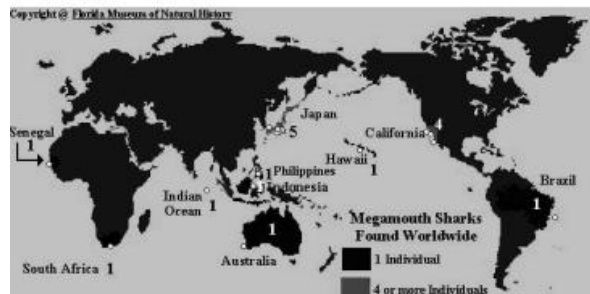 Copyright @ Florida Museum of Natural History
Senegal
1
Japan
5
California
4
Hawaii
1
Philippines
1
Indonesia
1
Indian
Ocean
1
Brazil
1
Megamouth Sharks
Found Worldwide
1 Individual
4 or more Individuals
Australia
1
South Africa 1